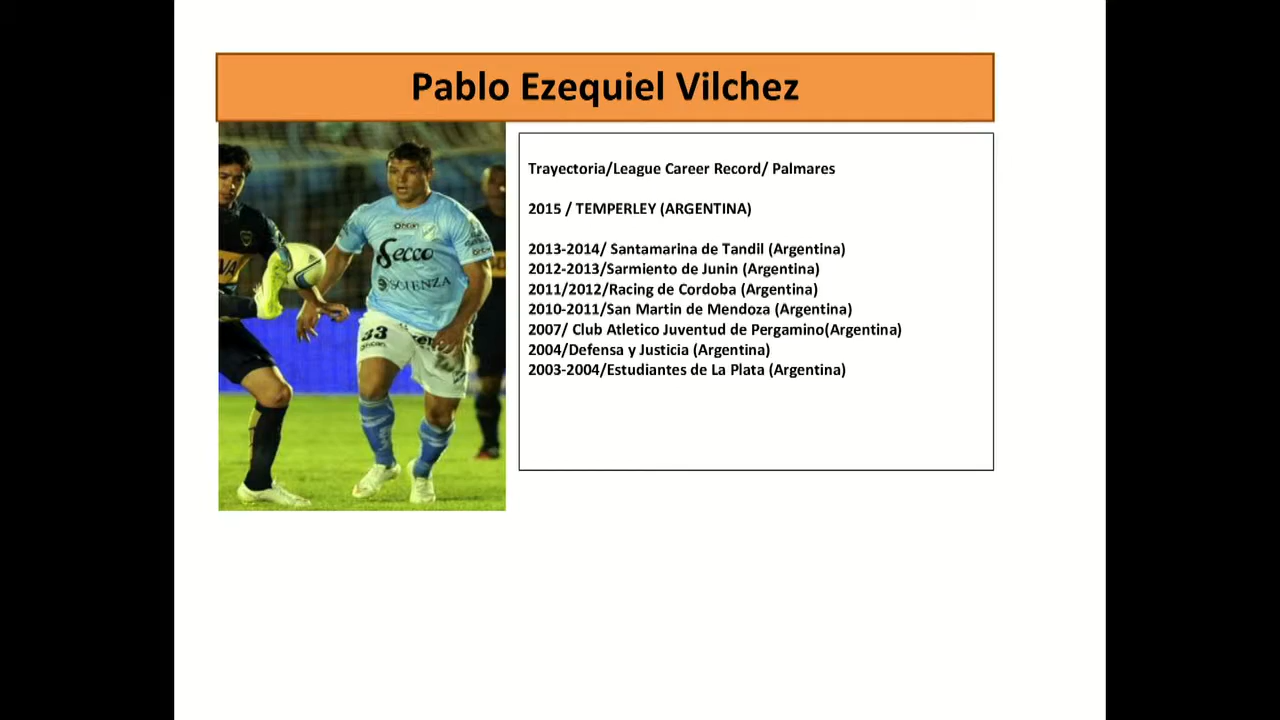 Pablo Ezequiel Vilchez
Trayectoria/League Career Record/ Palmares
2015 / TEMPERLEY (ARGENTINA)
2013-2014/ Santamarina de Tandil (Argentina)
2012-2013/Sarmiento de Junin (Argentina)
2011/2012/Racing de Cordoba (Argentina)
2010-2011/San Martin de Mendoza (Argentina)
2007/ Club Atletico Juventud de Pergamino(Argentina)
2004/Defensa y Justicia (Argentina)
2003-2004/Estudiantes de La Plata (Argentina)
Secco
SCIENZA
33